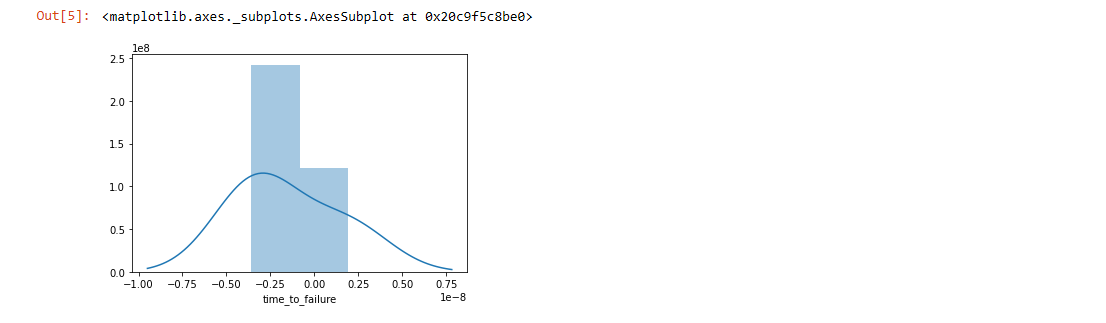 Out[5]: <matplotlib.axes._subplots.AxesSubplot at 0x20c9f5c8be0>
1e8
2.5
2.0
1.5
1.0
0.5
0.0
−1.00 −0.75 −0.50 −0.25 0.00 0.25 0.50 0.75
1e−8
time_to_failure